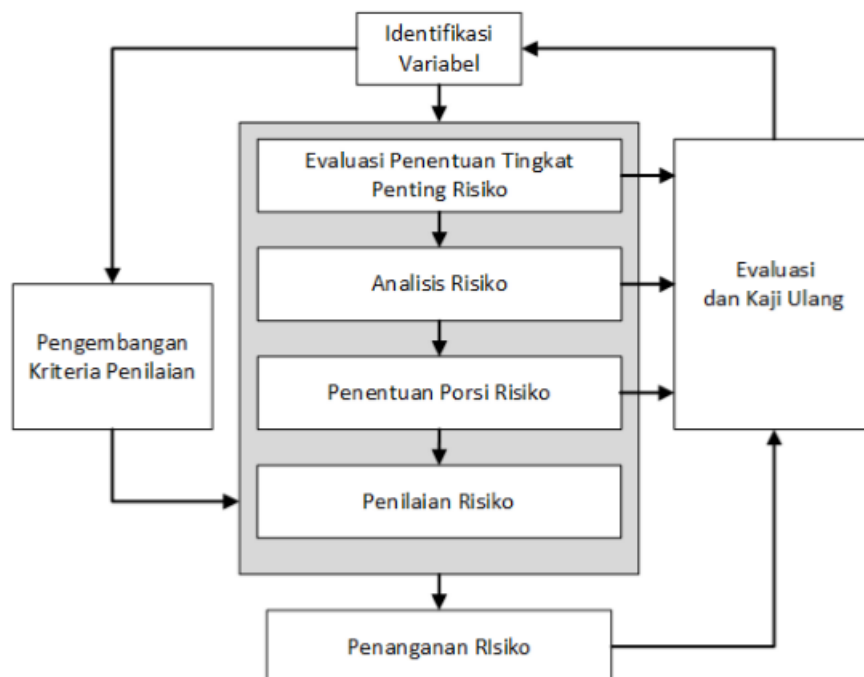 Identifikasi
Variabel
Evaluasi Penentuan Tingkat
Penting Risiko
Analisis Risiko
Evaluasi
dan Kaji Ulang
Pengembangan
Kriteria Penilaian
Penentuan Porsi Risiko
Penilaian Risiko
Penanganan RIsiko